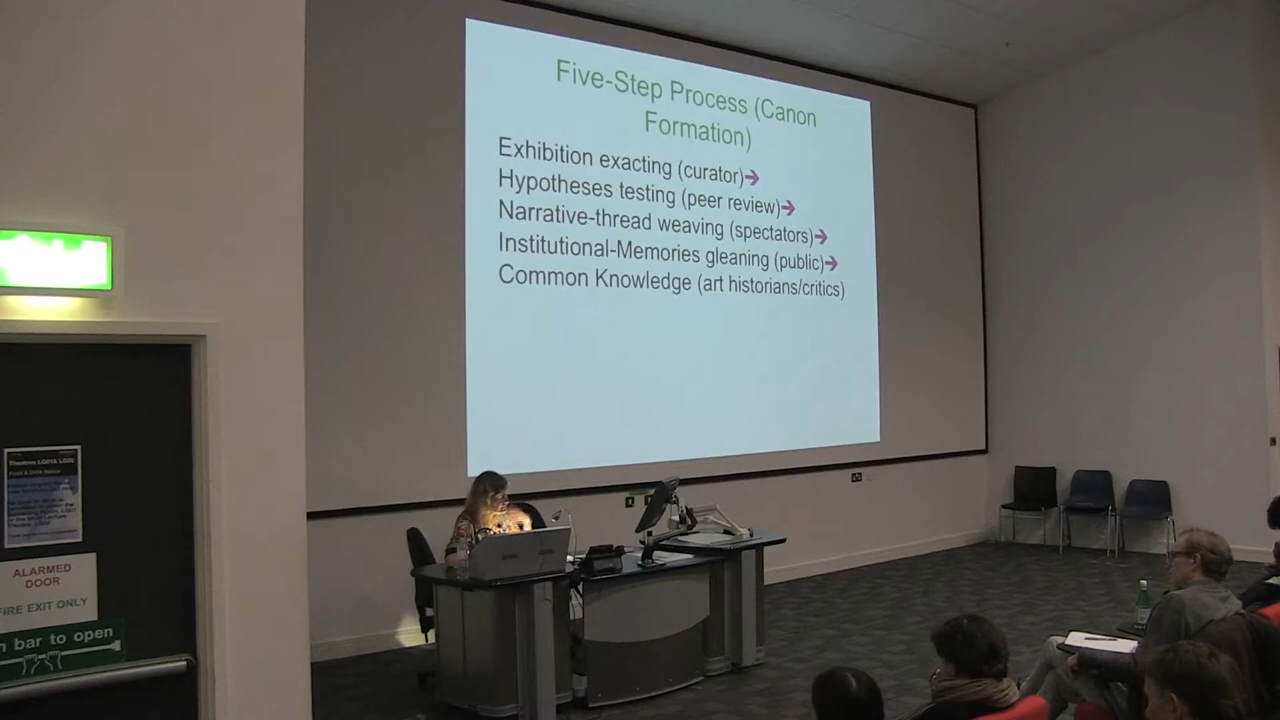 Five-Step Process (Canon
Formation)
Exhibition exacting (curator)➔
Hypotheses testing (peer review)➔
Narrative-thread weaving (spectators)➔
Institutional-Memories gleaning (public)➔
Common Knowledge (art historians/critics)
ALARMED
DOOR
FIRE EXIT ONLY
bar to open